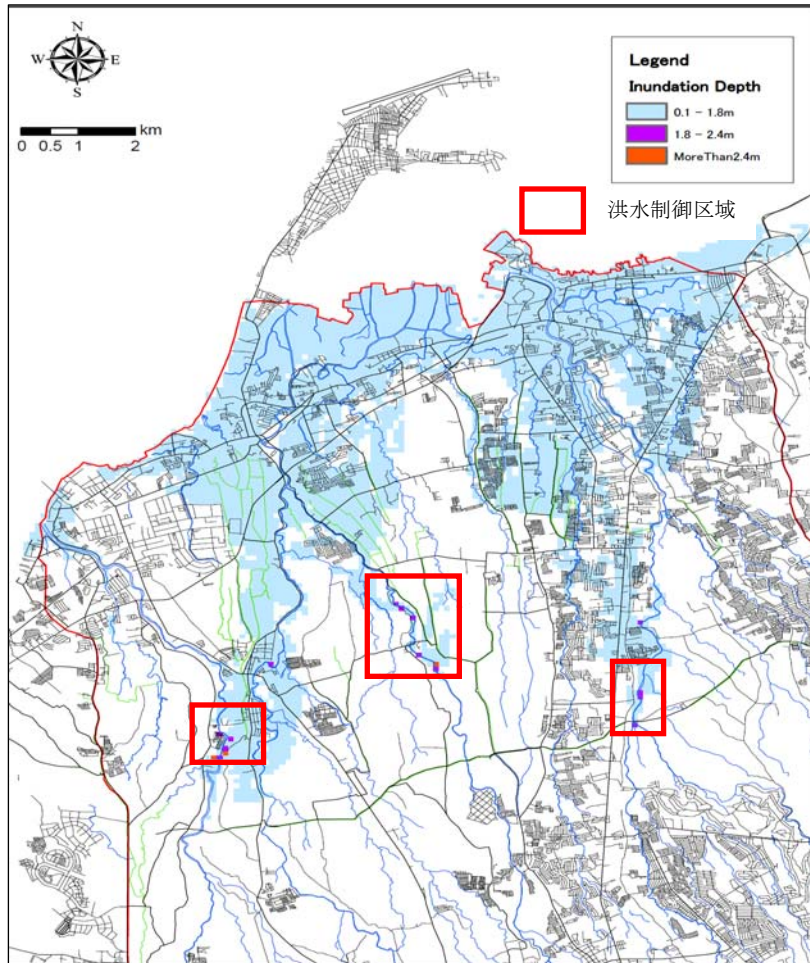 N
W E
S
km
0 0.5 1 2
Legend
Inundation Depth
0.1 - 1.8m
1.8 - 2.4m
MoreThan2.4m
洪水制御区域